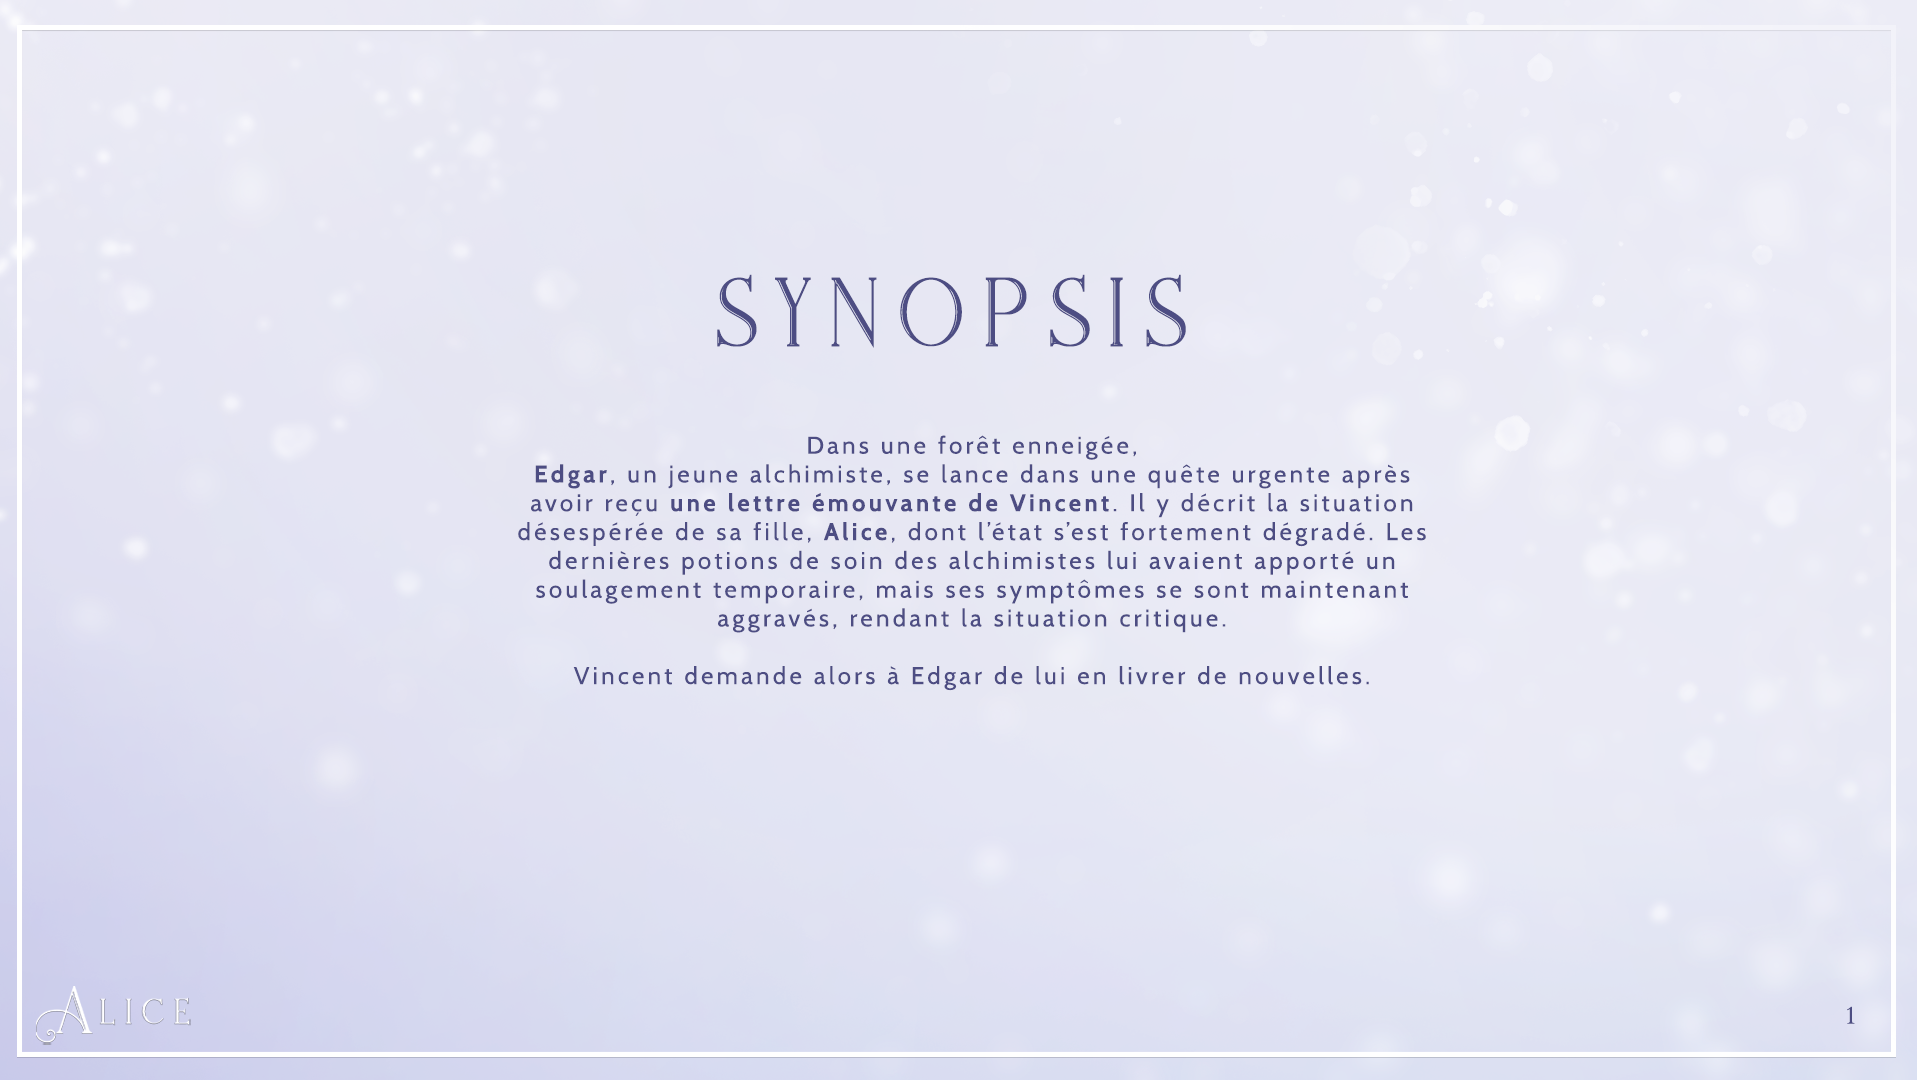 SYNOPSIS
Dans une forêt enneigée,
Edgar, un jeune alchimiste, se lance dans une quête urgente après
avoir reçu une lettre émouvante de Vincent. Il y décrit la situation
désespérée de sa fille, Alice, dont l’état s’est fortement dégradé. Les
dernières potions de soin des alchimistes lui avaient apporté un
soulagement temporaire, mais ses symptômes se sont maintenant
aggravés, rendant la situation critique.
Vincent demande alors à Edgar de lui en livrer de nouvelles.
ALICE
1